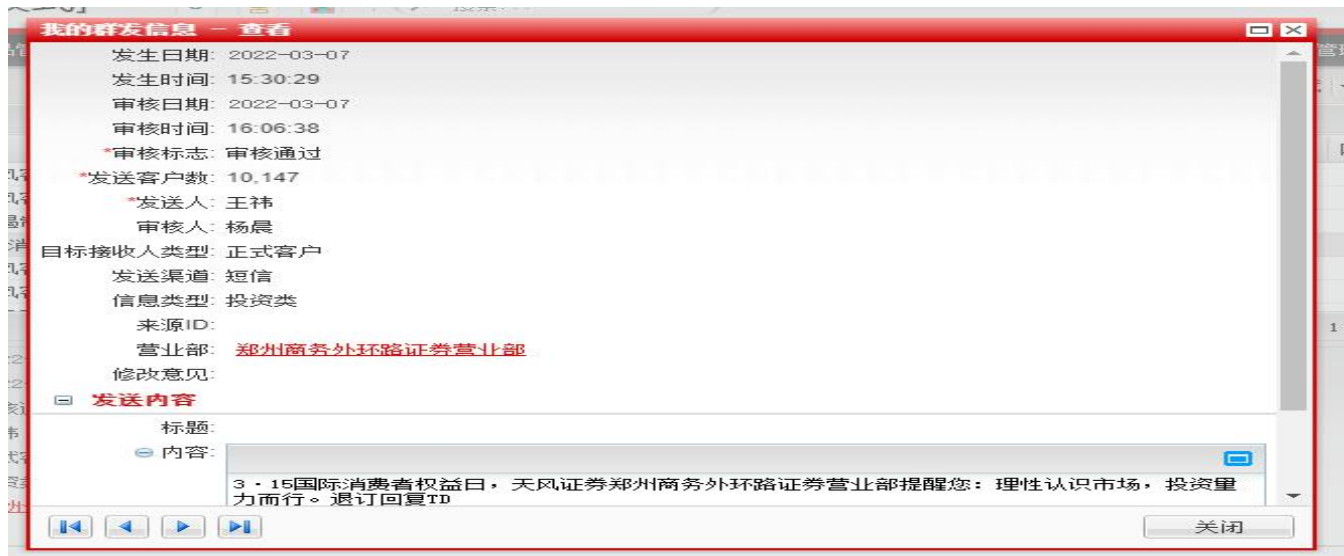 我的群发信息 - 查看
发生日期: 2022-03-07
发生时间: 15:30:29
审核日期: 2022-03-07
审核时间: 16:06:38
*审核标志: 审核通过
*发送客户数: 10,147
*发送人: 王祎
审核人: 杨晨
目标接收人类型: 正式客户
发送渠道: 短信
信息类型: 投资类
来源ID:
营业部: 郑州商务外环路证券营业部
修改意见:
发送内容
标题:
内容:
3·15国际消费者权益日，天风证券郑州商务外环路证券营业部提醒您：理性认识市场，投资量
力而行。退订回复TD
关闭